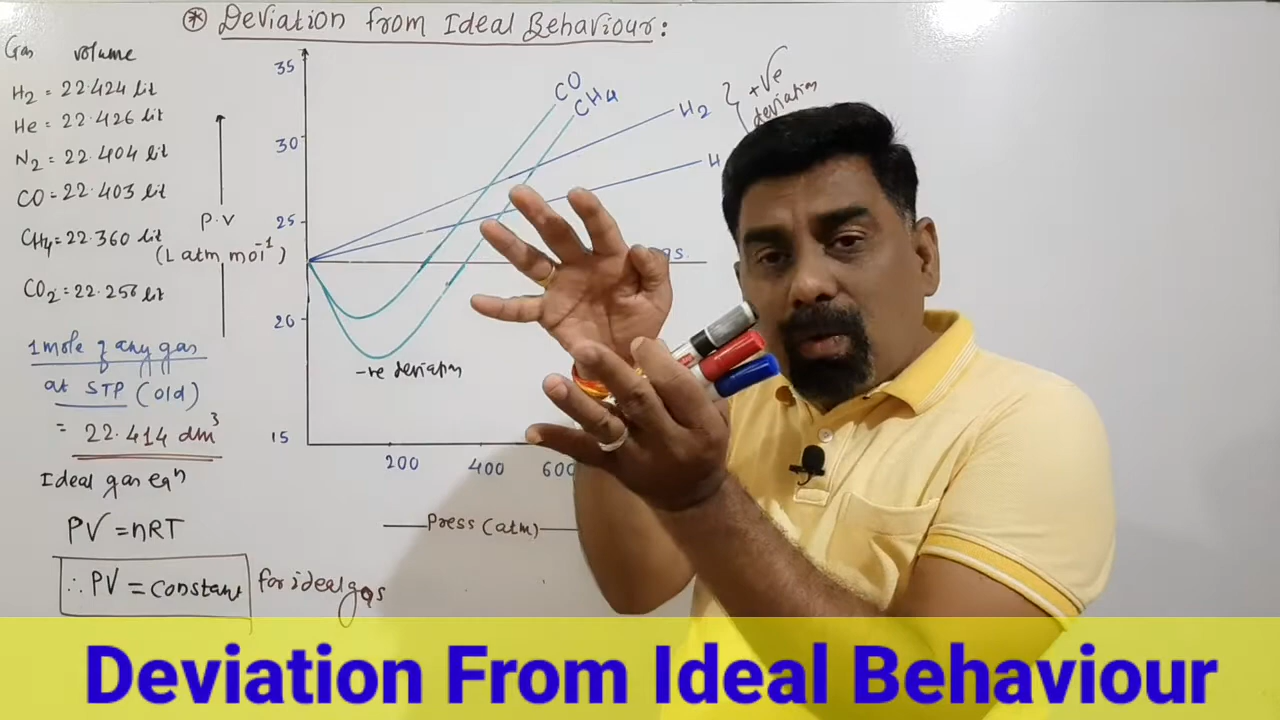 * Deviation from Ideal Behaviour:
Gas volume
H2 = 22.424 lit
He = 22.426 lit
N2 = 22.404 lit
CO = 22.403 lit
CH4 = 22.360 lit
CO2 = 22.256 lit
1 mole of any gas
at STP (old)
= 22.414 dm³
Ideal gas eqⁿ
PV = nRT
∴ PV = constant for ideal gas
P.V
(L atm mol⁻¹)
35
30
25
20
15
CO
CH4
H2
+Ve
deviation
H
gas.
-ve deviation
200 400 600
Press (atm)
Deviation From Ideal Behaviour